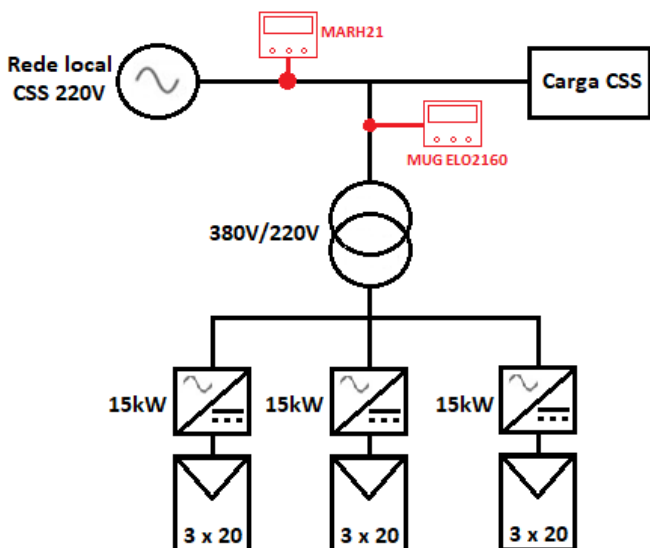 MARH21
Rede local
CSS 220V
Carga CSS
MUG ELO2160
380V/220V
15kW
15kW
15kW
3 x 20
3 x 20
3 x 20